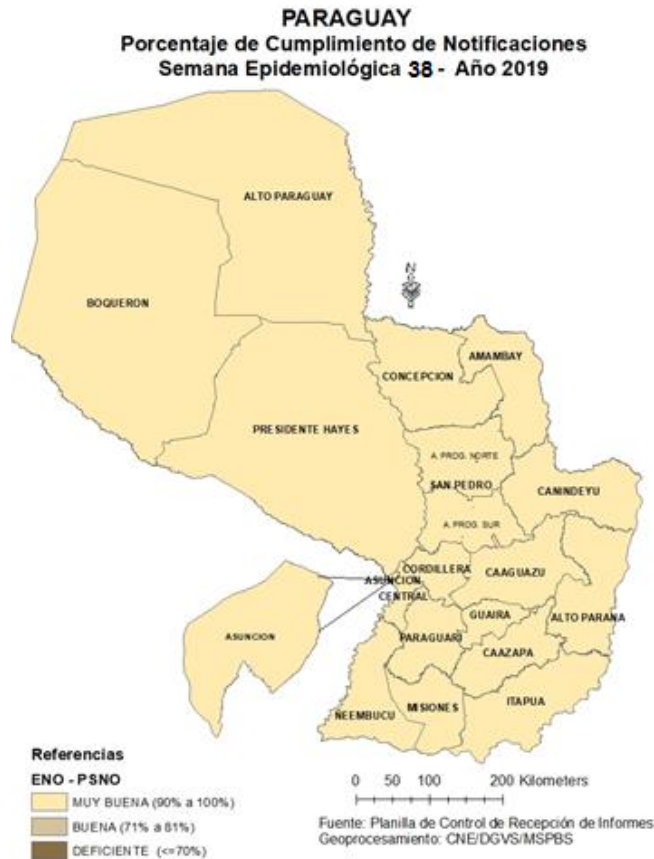 PARAGUAY
Porcentaje de Cumplimiento de Notificaciones
Semana Epidemiológica 38 - Año 2019
ALTO PARAGUAY
N
BOQUERON
AMAMBAY
CONCEPCION
PRESIDENTE HAYES
A. PROG. NORTE
SAN PEDRO
CANINDEYU
A. PROG. SUR
CORDILLERA
CAAGUAZU
ASUNCION
CENTRAL
GUAIRA
ALTO PARANA
ASUNCION
PARAGUARI
CAAZAPA
ITAPUA
MISIONES
ÑEEMBUCU
Referencias
ENO - PSNO
MUY BUENA (90% a 100%)
BUENA (71% a 81%)
DEFICIENTE (<=70%)
0 50 100 200 Kilometers
Fuente: Planilla de Control de Recepción de Informes
Geoprocesamiento: CNE/DGVS/MSPBS